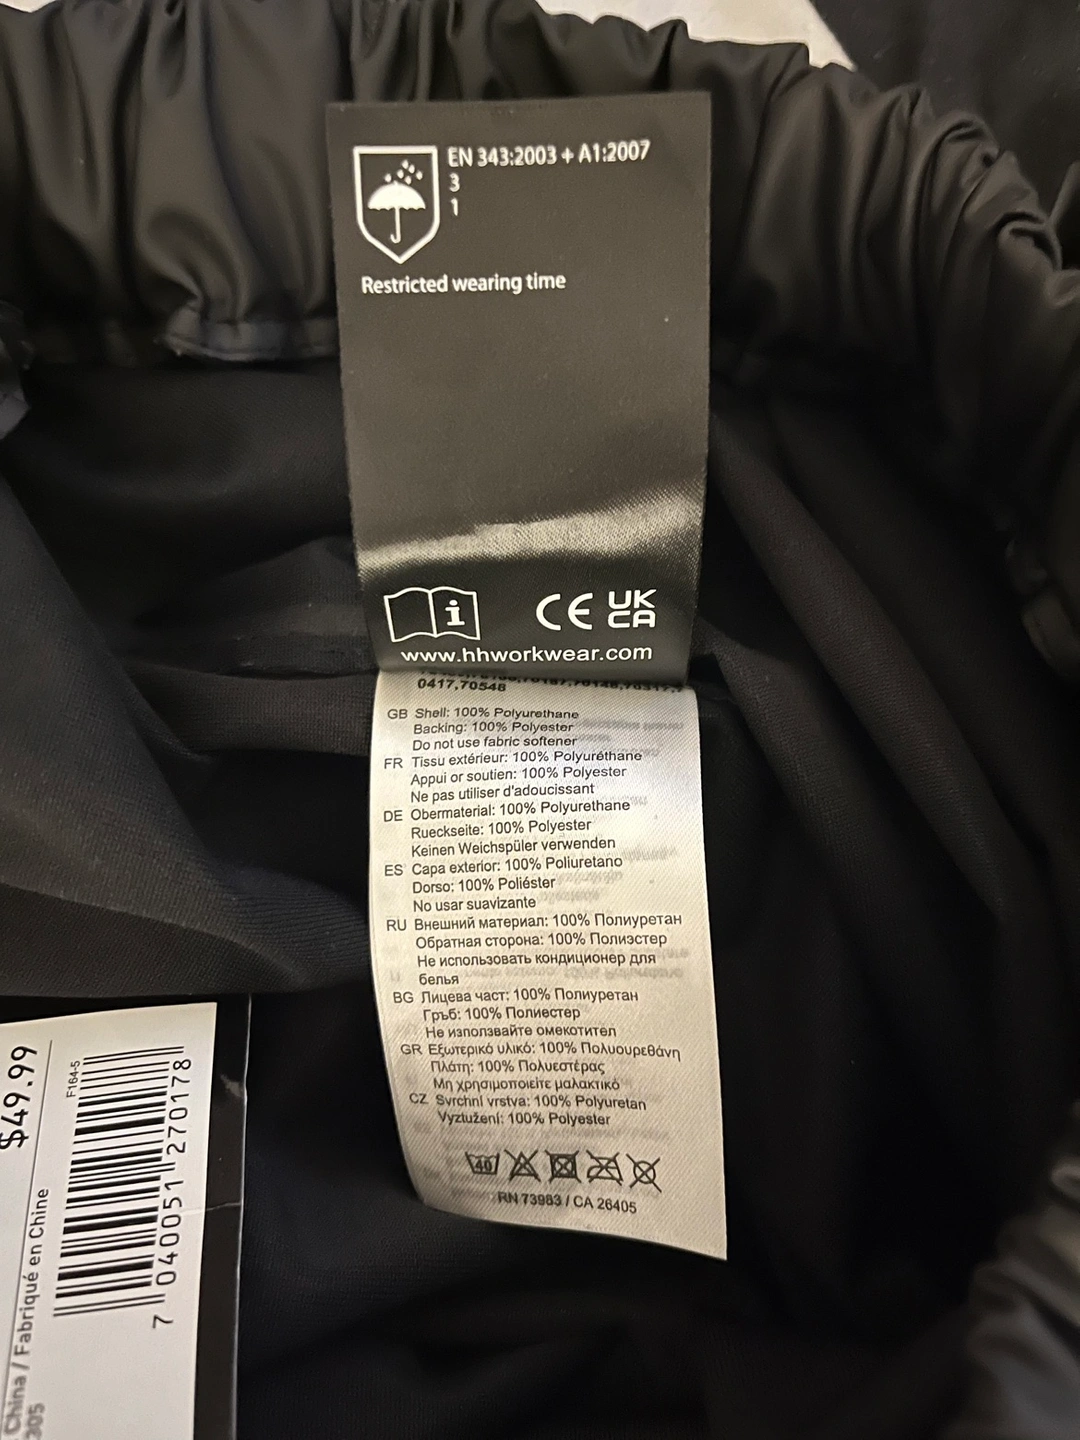 EN 343:2003 + A1:2007
3
1
Restricted wearing time
i
CE UK CA
www.hhworkwear.com
0417,70548
GB Shell: 100% Polyurethane
Backing: 100% Polyester
Do not use fabric softener
FR Tissu extérieur: 100% Polyuréthane
Appui or soutien: 100% Polyester
Ne pas utiliser d'adoucissant
DE Obermaterial: 100% Polyurethane
Rueckseite: 100% Polyester
Keinen Weichspüler verwenden
ES Capa exterior: 100% Poliuretano
Dorso: 100% Poliéster
No usar suavizante
RU Внешний материал: 100% Полиуретан
Обратная сторона: 100% Полиэстер
Не использовать кондиционер для
белья
BG Лицева част: 100% Полиуретан
Гръб: 100% Полиестер
Не използвайте омекотител
GR Εξωτερικό υλικό: 100% Πολυουρεθάνη
Πλάτη: 100% Πολυεστέρας
Μη χρησιμοποιείτε μαλακτικό
CZ Svrchní vrstva: 100% Polyuretan
Vyztužení: 100% Polyester
40
RN 73983 / CA 26405
$49.99
F164-5
7 040051 270178
China / Fabriqué en Chine
305